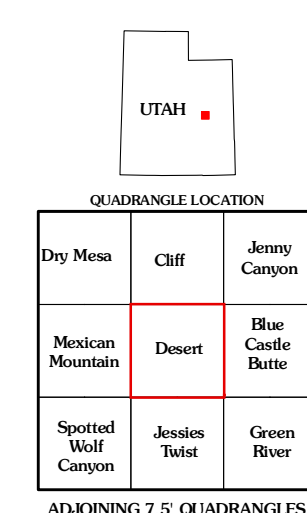 UTAH
QUADRANGLE LOCATION
Dry Mesa
Cliff
Jenny
Canyon
Mexican
Mountain
Desert
Blue
Castle
Butte
Spotted
Wolf
Canyon
Jessies
Twist
Green
River
ADJOINING 7.5' QUADRANGLES